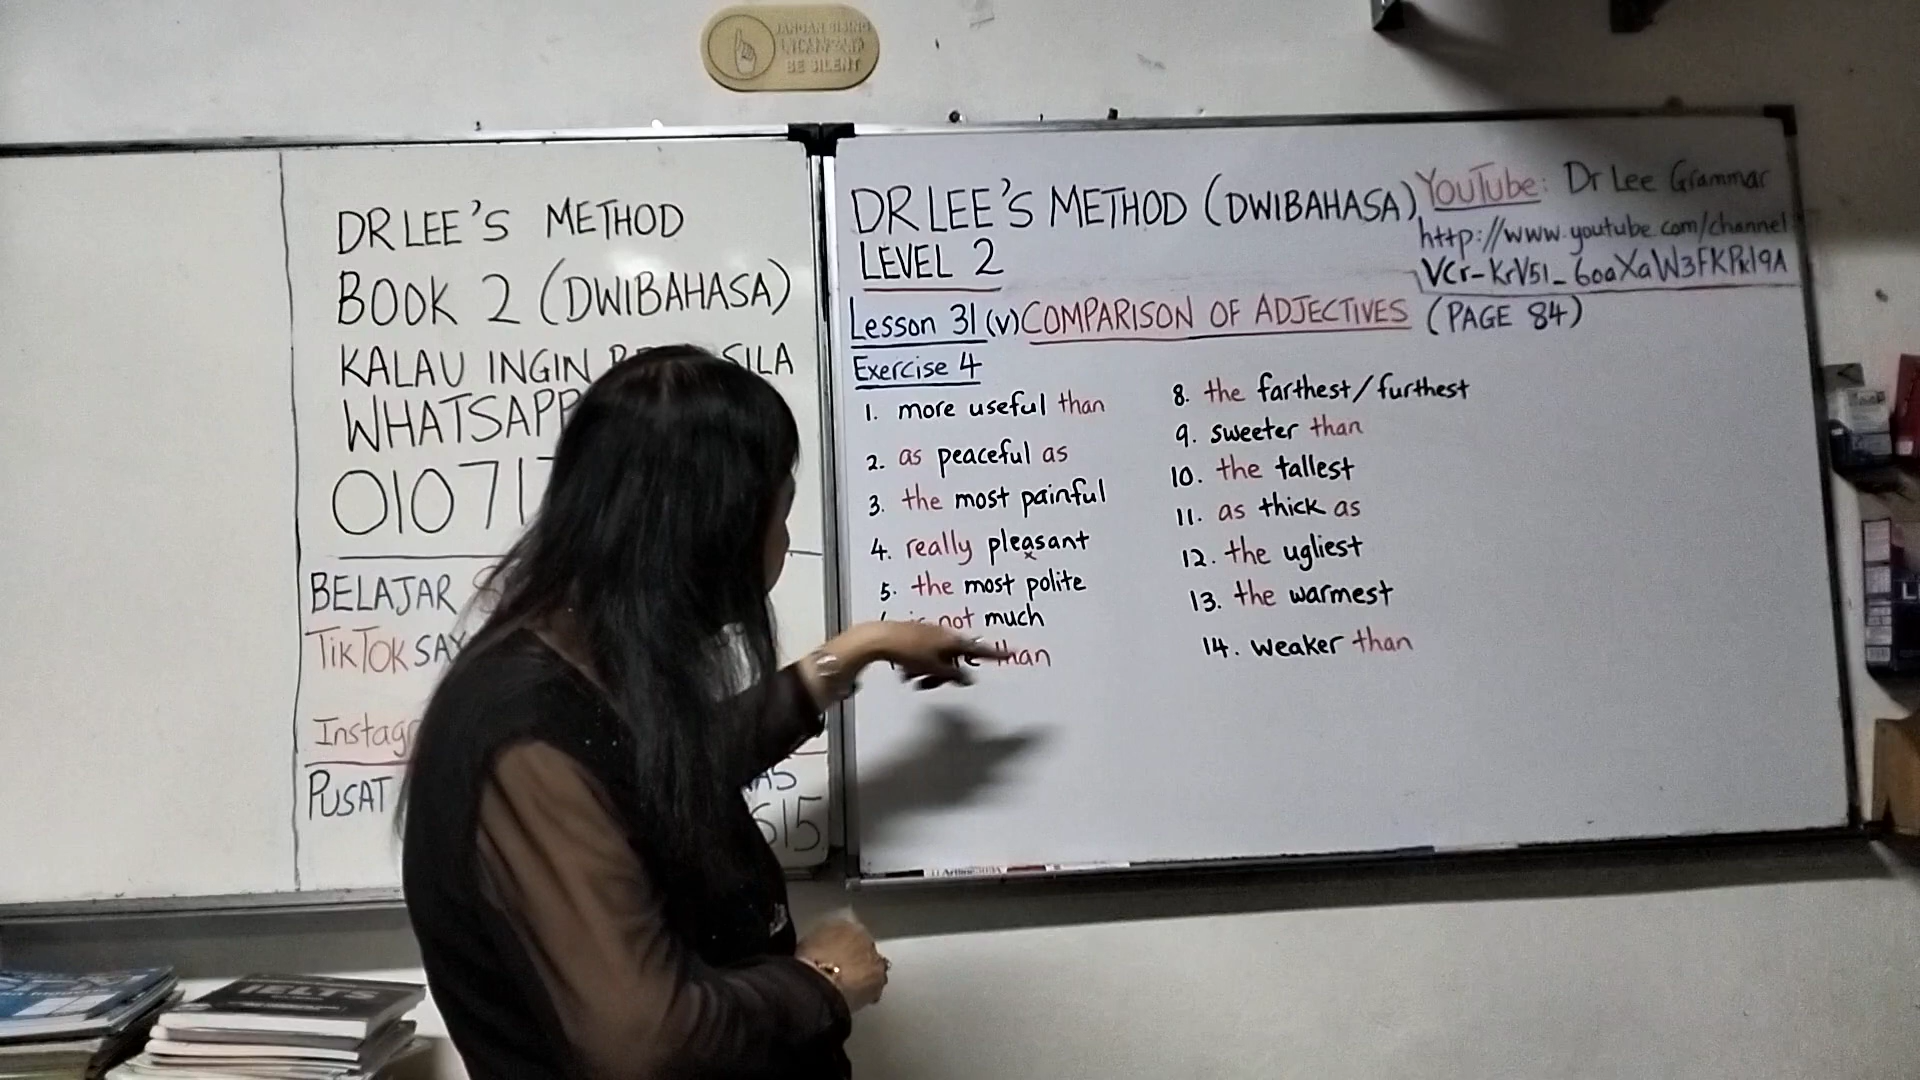 BE SILENT
DR LEE'S METHOD
BOOK 2 (DWIBAHASA)
KALAU INGIN
WHATSAPP
BELAJAR
TikTok
PUSAT
DR LEE'S METHOD (DWIBAHASA)
LEVEL 2
YouTube: Dr Lee Grammar
http://www.youtube.com/channel
VCr-KrV5l_6oaXaW3FKPkl9A
Lesson 31 (v) COMPARISON OF ADJECTIVES (PAGE 84)
Exercise 4
1. more useful than
2. as peaceful as
3. the most painful
4. really pleasant
5. the most polite
not much
than
8. the farthest/furthest
9. sweeter than
10. the tallest
11. as thick as
12. the ugliest
13. the warmest
14. weaker than
IELTS